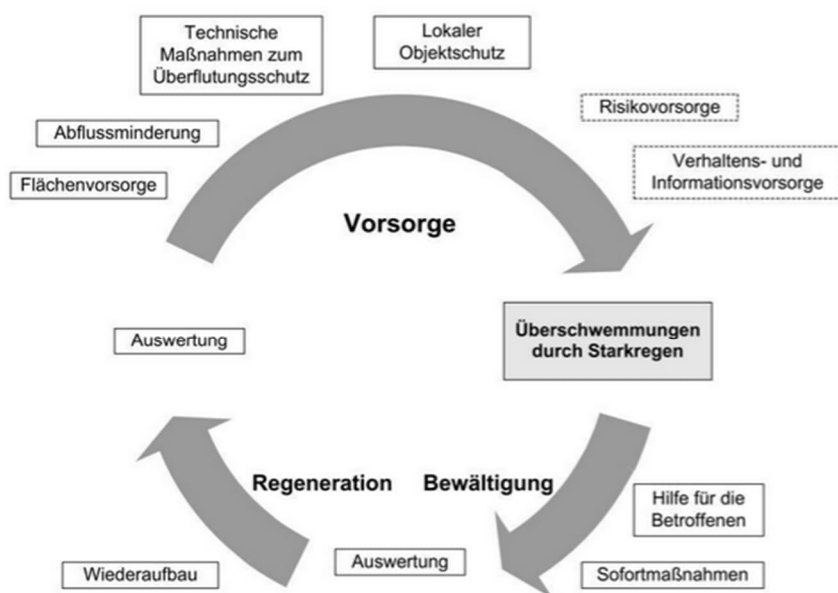 Technische
Maßnahmen zum
Überflutungsschutz
Lokaler
Objektschutz
Risikovorsorge
Abflussminderung
Verhaltens- und
Informationsvorsorge
Flächenvorsorge
Vorsorge
Überschwemmungen
durch Starkregen
Auswertung
Regeneration
Bewältigung
Hilfe für die
Betroffenen
Auswertung
Wiederaufbau
Sofortmaßnahmen